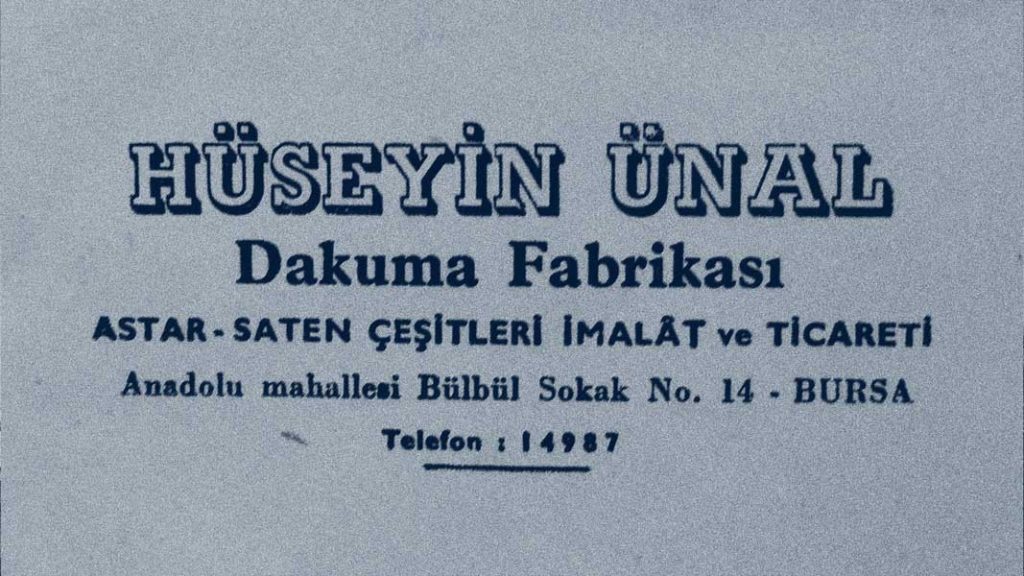 HÜSEYİN ÜNAL
Dakuma Fabrikası
ASTAR-SATEN ÇEŞİTLERİ İMALÂT ve TİCARETİ
Anadolu mahallesi Bülbül Sokak No. 14 - BURSA
Telefon : 14987